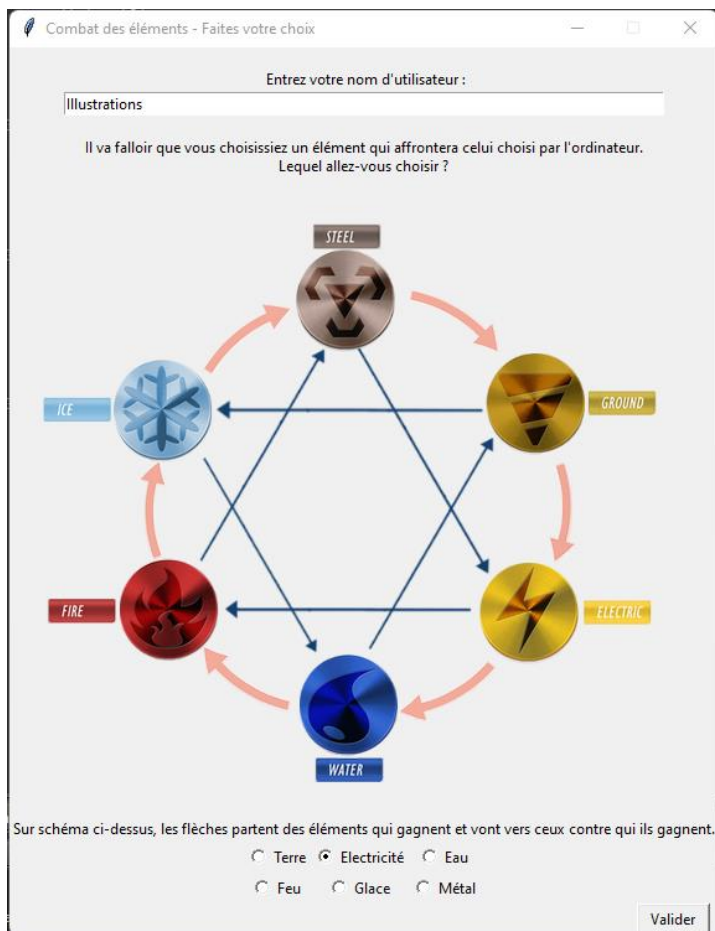 Combat des éléments - Faites votre choix
Entrez votre nom d'utilisateur :
Illustrations
Il va falloir que vous choisissiez un élément qui affrontera celui choisi par l'ordinateur.
Lequel allez-vous choisir ?
STEEL
ICE
GROUND
FIRE
ELECTRIC
WATER
Sur schéma ci-dessus, les flèches partent des éléments qui gagnent et vont vers ceux contre qui ils gagnent.
Terre Electricité Eau
Feu Glace Métal
Valider